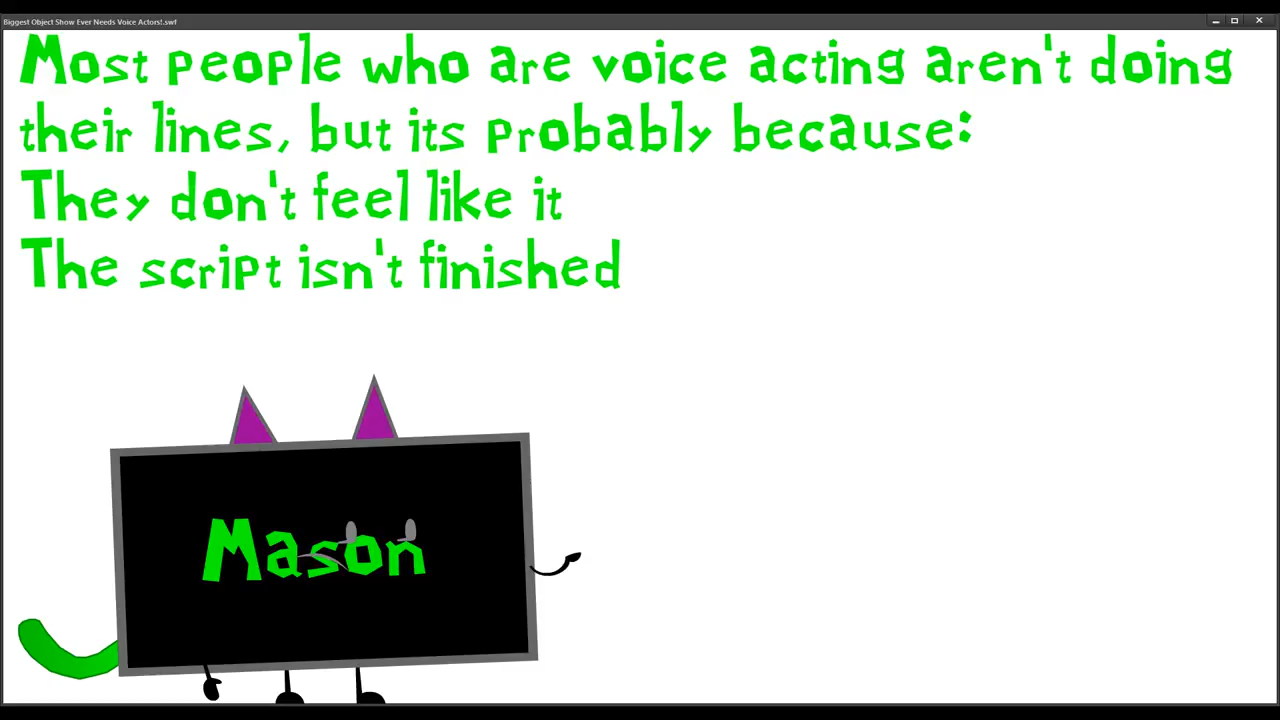 Biggest Object Show Ever Needs Voice Actors!.swf
Most people who are voice acting aren't doing
their lines, but its probably because:
They don't feel like it
The script isn't finished
Mason